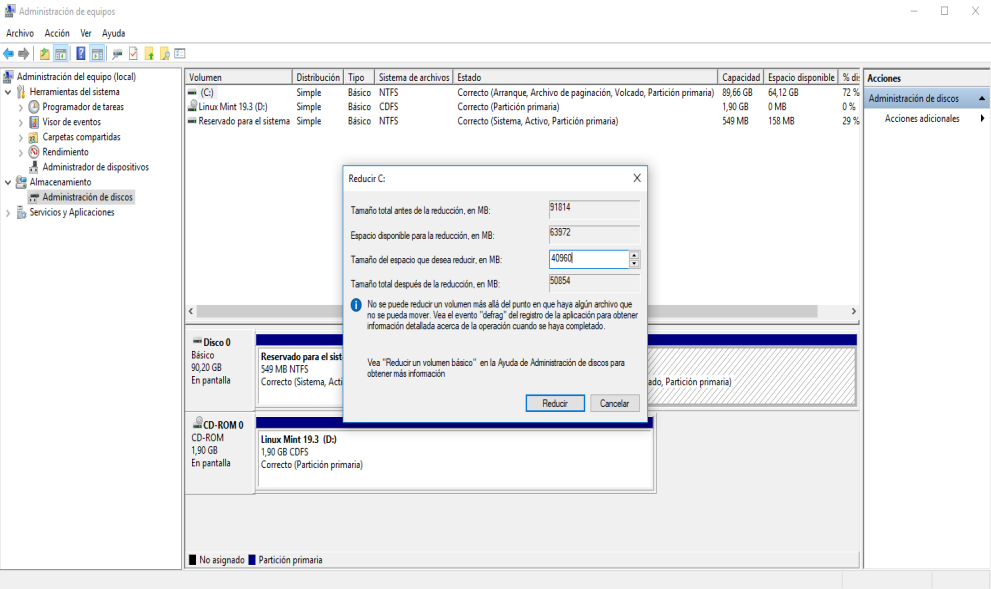 Administración de equipos
Archivo Acción Ver Ayuda
Administración del equipo (local)
Herramientas del sistema
Programador de tareas
Visor de eventos
Carpetas compartidas
Rendimiento
Administrador de dispositivos
Almacenamiento
Administración de discos
Servicios y Aplicaciones
Volumen Distribución Tipo Sistema de archivos Estado Capacidad Espacio disponible % dis
(C:) Simple Básico NTFS Correcto (Arranque, Archivo de paginación, Volcado, Partición primaria) 89,66 GB 64,12 GB 72 %
Linux Mint 19.3 (D:) Simple Básico CDFS Correcto (Partición primaria) 1,90 GB 0 MB 0 %
Reservado para el sistema Simple Básico NTFS Correcto (Sistema, Activo, Partición primaria) 549 MB 158 MB 29 %
Acciones
Administración de discos
Acciones adicionales
Reducir C:
Tamaño total antes de la reducción, en MB: 91814
Espacio disponible para la reducción, en MB: 63972
Tamaño del espacio que desea reducir, en MB: 40960
Tamaño total después de la reducción, en MB: 50854
No se puede reducir un volumen más allá del punto en que haya algún archivo que
no se pueda mover. Vea el evento "defrag" del registro de la aplicación para obtener
información detallada acerca de la operación cuando se haya completado.
Vea "Reducir un volumen básico" en la Ayuda de Administración de discos para
obtener más información
Reducir Cancelar
Disco 0
Básico
90,20 GB
En pantalla
Reservado para el sist
549 MB NTFS
Correcto (Sistema, Acti
ado, Partición primaria)
CD-ROM 0
CD-ROM
1,90 GB
En pantalla
Linux Mint 19.3 (D:)
1,90 GB CDFS
Correcto (Partición primaria)
No asignado Partición primaria